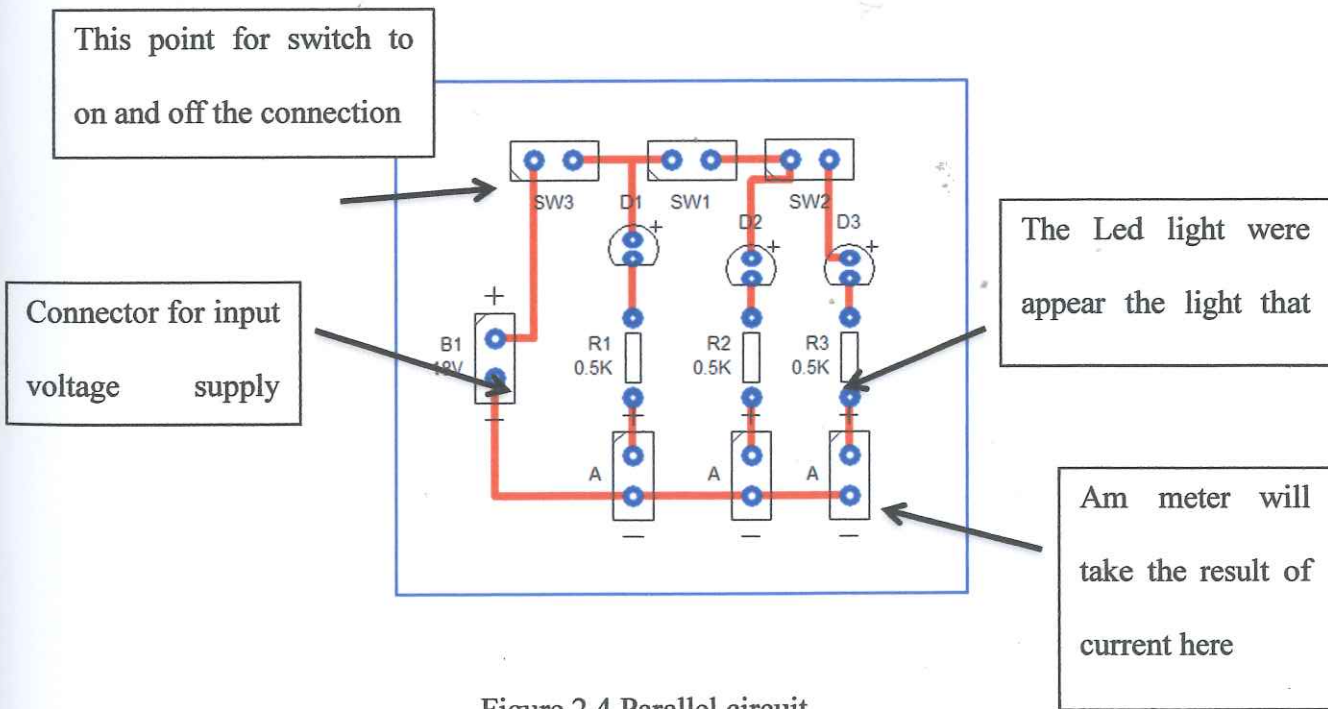 This point for switch to
on and off the connection
SW3
D1
SW1
SW2
D2
D3
+
+
+
Connector for input
voltage supply
+
B1
−
R1
0.5K
R2
0.5K
R3
0.5K
The Led light were
appear the light that
+
+
+
A
A
A
−
−
−
Am meter will
take the result of
current here
Figure 2.4 Parallel circuit